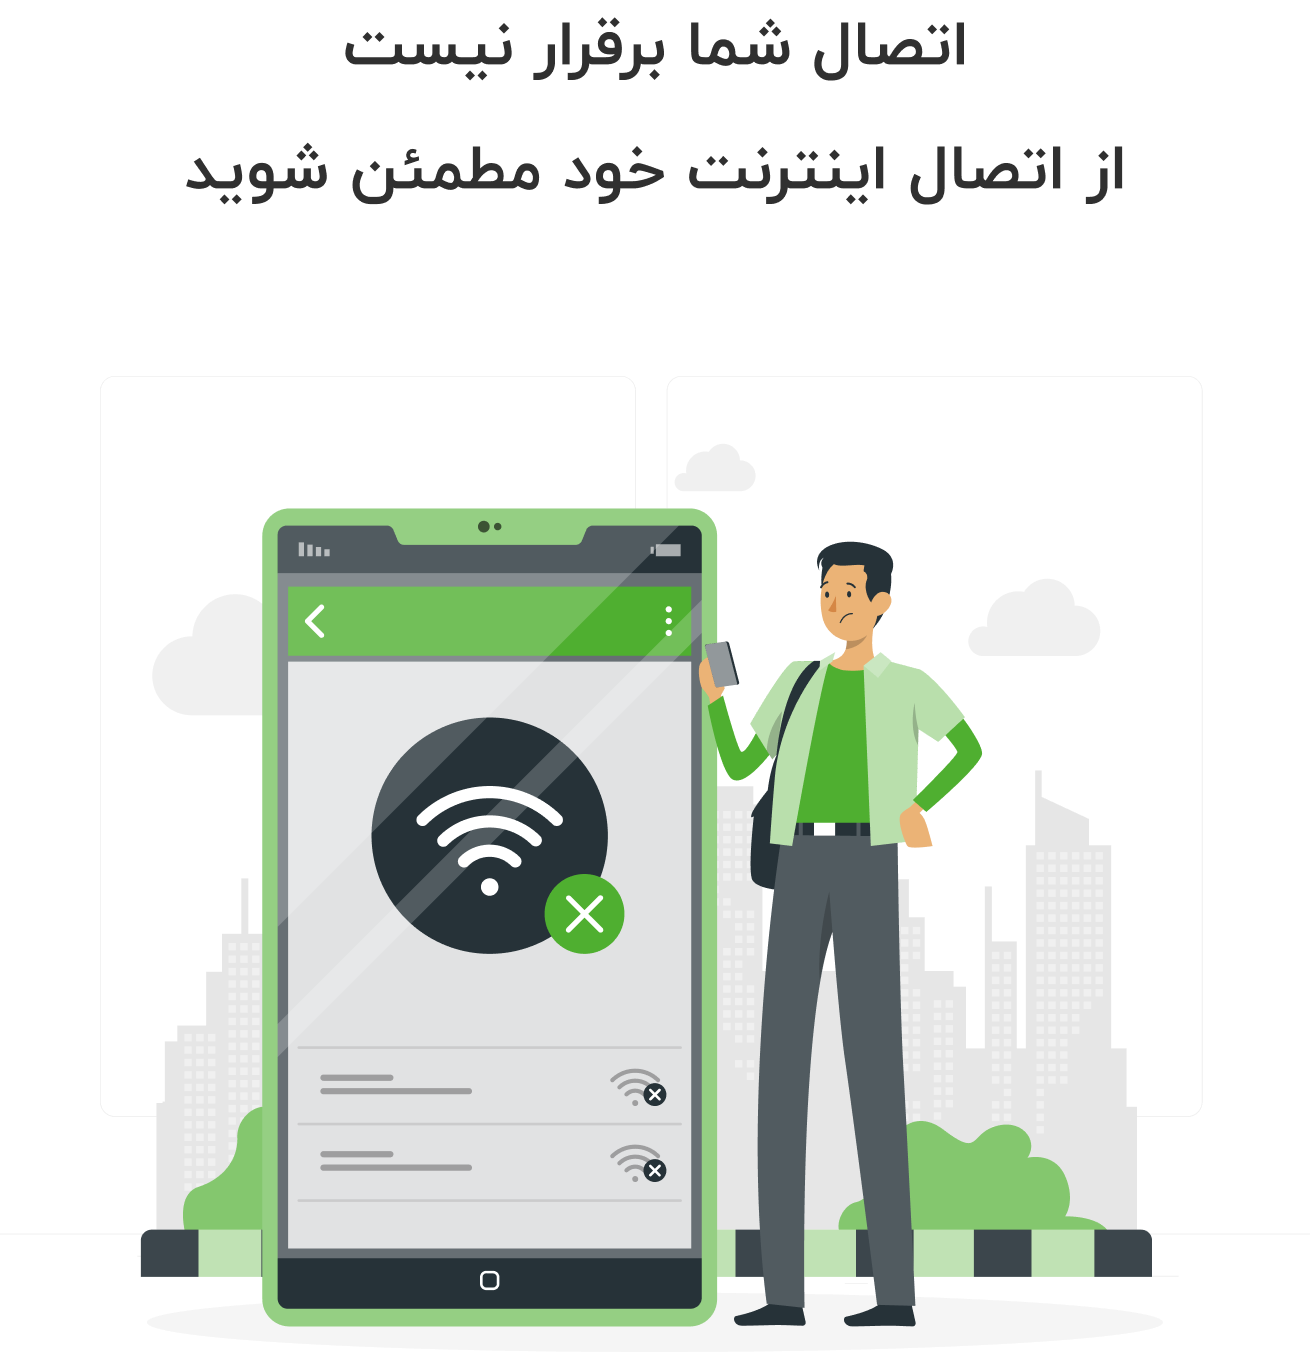 اتصال شما برقرار نیست
از اتصال اینترنت خود مطمئن شوید